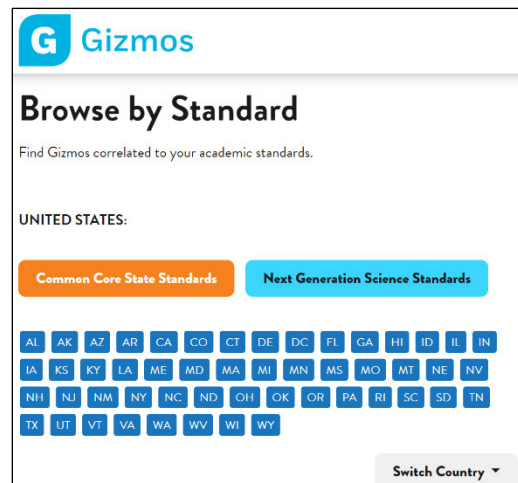 G Gizmos
Browse by Standard
Find Gizmos correlated to your academic standards.
UNITED STATES:
Common Core State Standards Next Generation Science Standards
AL AK AZ AR CA CO CT DE DC FL GA HI ID IL IN
IA KS KY LA ME MD MA MI MN MS MO MT NE NV
NH NJ NM NY NC ND OH OK OR PA RI SC SD TN
TX UT VT VA WA WV WI WY
Switch Country